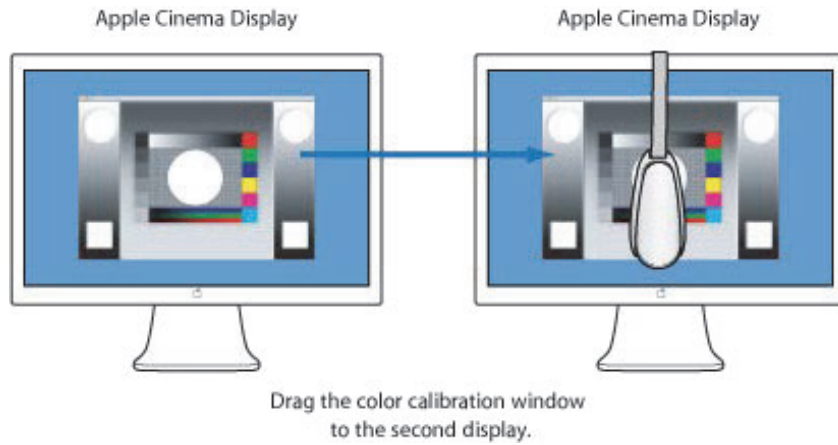 Apple Cinema Display
Apple Cinema Display
Drag the color calibration window
to the second display.